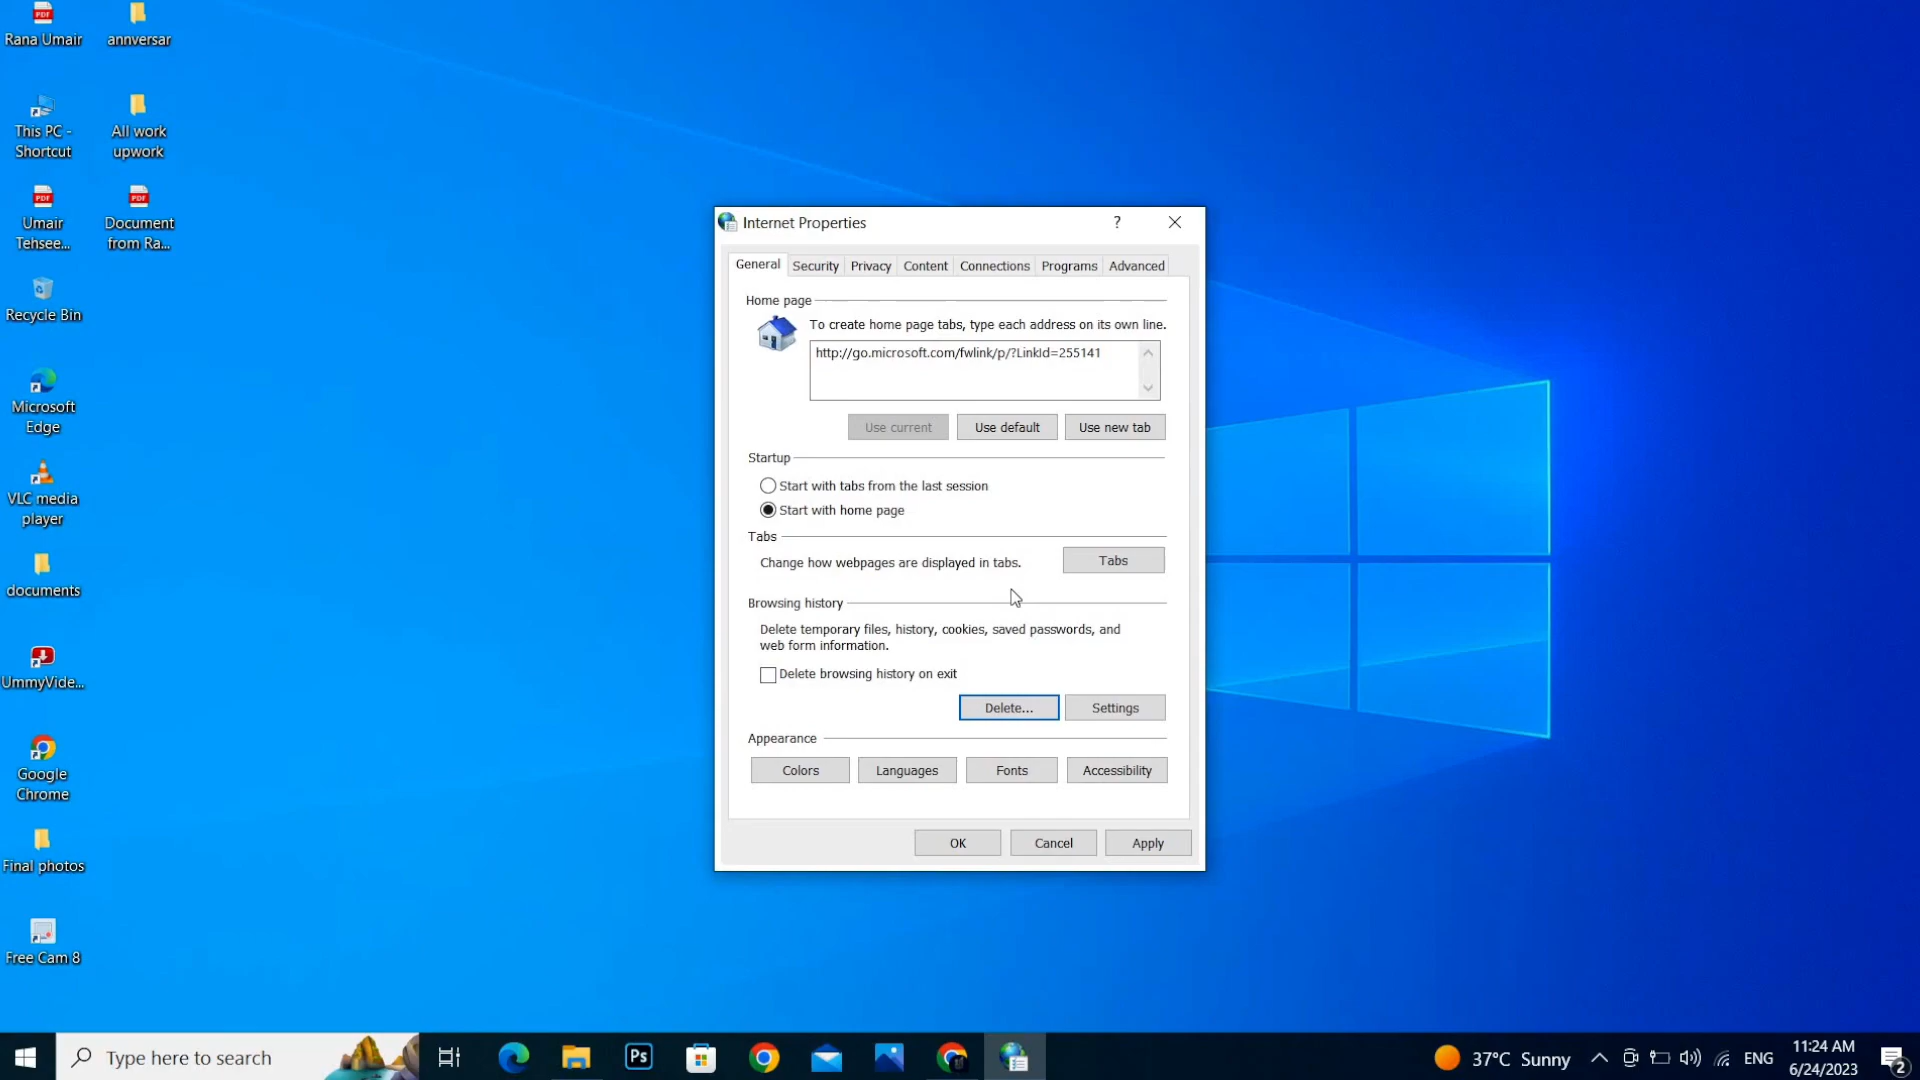 Rana Umair
annversar
This PC -
Shortcut
All work
upwork
Umair
Tehsee...
Document
from Ra...
Recycle Bin
Microsoft
Edge
VLC media
player
documents
UmmyVide...
Google
Chrome
Final photos
Free Cam 8
Internet Properties
?
General
Security
Privacy
Content
Connections
Programs
Advanced
Home page
To create home page tabs, type each address on its own line.
http://go.microsoft.com/fwlink/p/?LinkId=255141
Use current
Use default
Use new tab
Startup
Start with tabs from the last session
Start with home page
Tabs
Change how webpages are displayed in tabs.
Tabs
Browsing history
Delete temporary files, history, cookies, saved passwords, and
web form information.
Delete browsing history on exit
Delete...
Settings
Appearance
Colors
Languages
Fonts
Accessibility
OK
Cancel
Apply
Type here to search
Ps
37°C Sunny
ENG
11:24 AM
6/24/2023
2
PDF
PDF
PDF